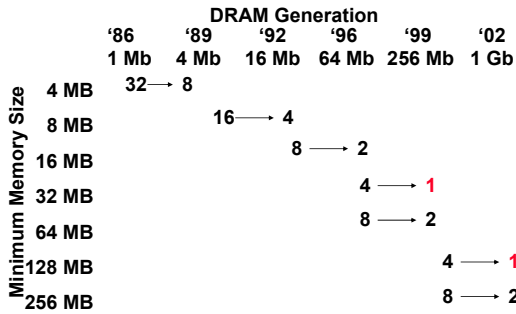 DRAM Generation
‘86 ‘89 ‘92 ‘96 ‘99 ‘02
1 Mb 4 Mb 16 Mb 64 Mb 256 Mb 1 Gb
Minimum Memory Size
4 MB 32 → 8
8 MB 16 → 4
16 MB 8 → 2
32 MB 4 → 1
64 MB 8 → 2
128 MB 4 → 1
256 MB 8 → 2